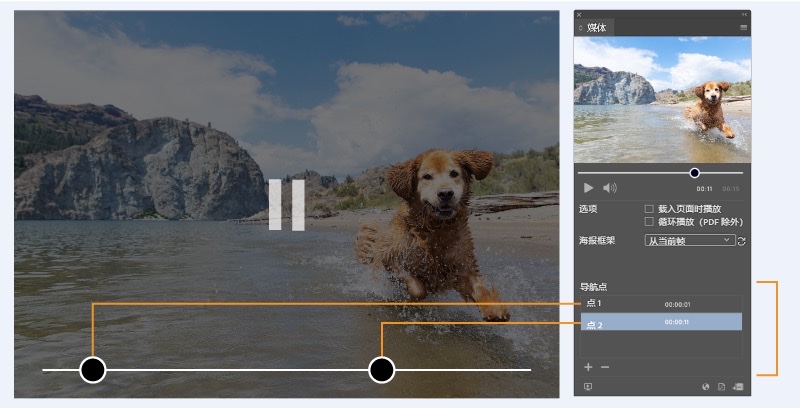 媒体
00:11 00:15
选项 载入页面时播放
循环播放（PDF 除外）
海报框架 从当前帧
导航点
点 1 00:00:01
点 2 00:00:11